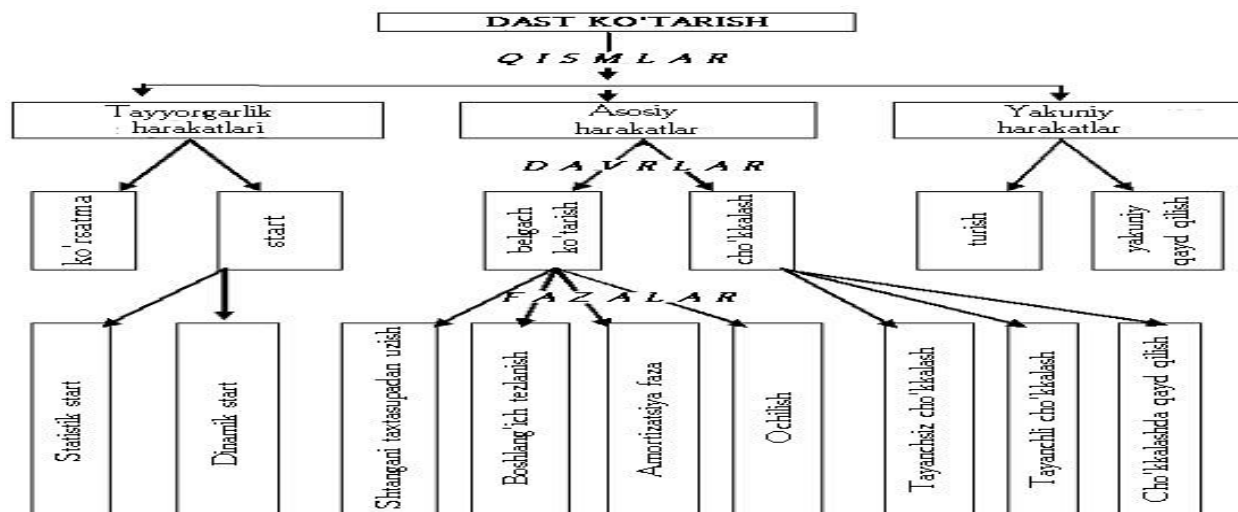 DAST KO'TARISH
QISMLAR
Tayyorgarlik
harakatlari
Asosiy
harakatlar
Yakuniy
harakatlar
DAVRLAR
ko'rsatma
start
belgach
ko'tarish
cho'kkalash
turish
yakuniy
qayd qilish
FAZALAR
Statistik start
Dinamik start
Shtangani taxtasupadan uzish
Boshlang'ich tezlanish
Amortizatsiya faza
Ochilish
Tayanchsiz cho'kkalash
Tayanchli cho'kkalash
Cho'kkalashda qayd qilish